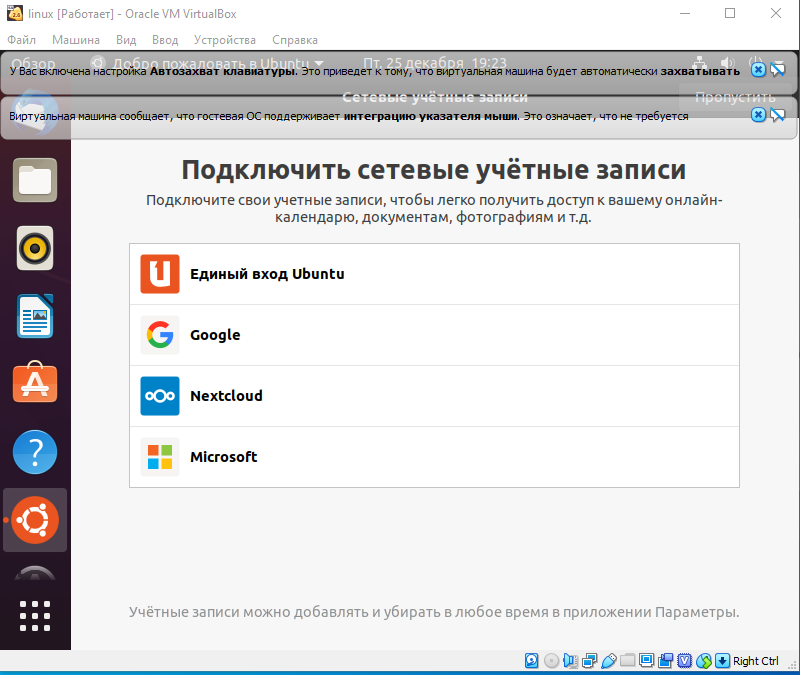 linux [Работает] - Oracle VM VirtualBox
Файл Машина Вид Ввод Устройства Справка
Обзор Добро пожаловать в Ubuntu Пт, 25 декабря 19:23
У Вас включена настройка Автозахват клавиатуры. Это приведет к тому, что виртуальная машина будет автоматически захватывать
Сетевые учётные записи Пропустить
Виртуальная машина сообщает, что гостевая ОС поддерживает интеграцию указателя мыши. Это означает, что не требуется
Подключить сетевые учётные записи
Подключите свои учетные записи, чтобы легко получить доступ к вашему онлайн-
календарю, документам, фотографиям и т.д.
Единый вход Ubuntu
Google
Nextcloud
Microsoft
Учётные записи можно добавлять и убирать в любое время в приложении Параметры.
Right Ctrl